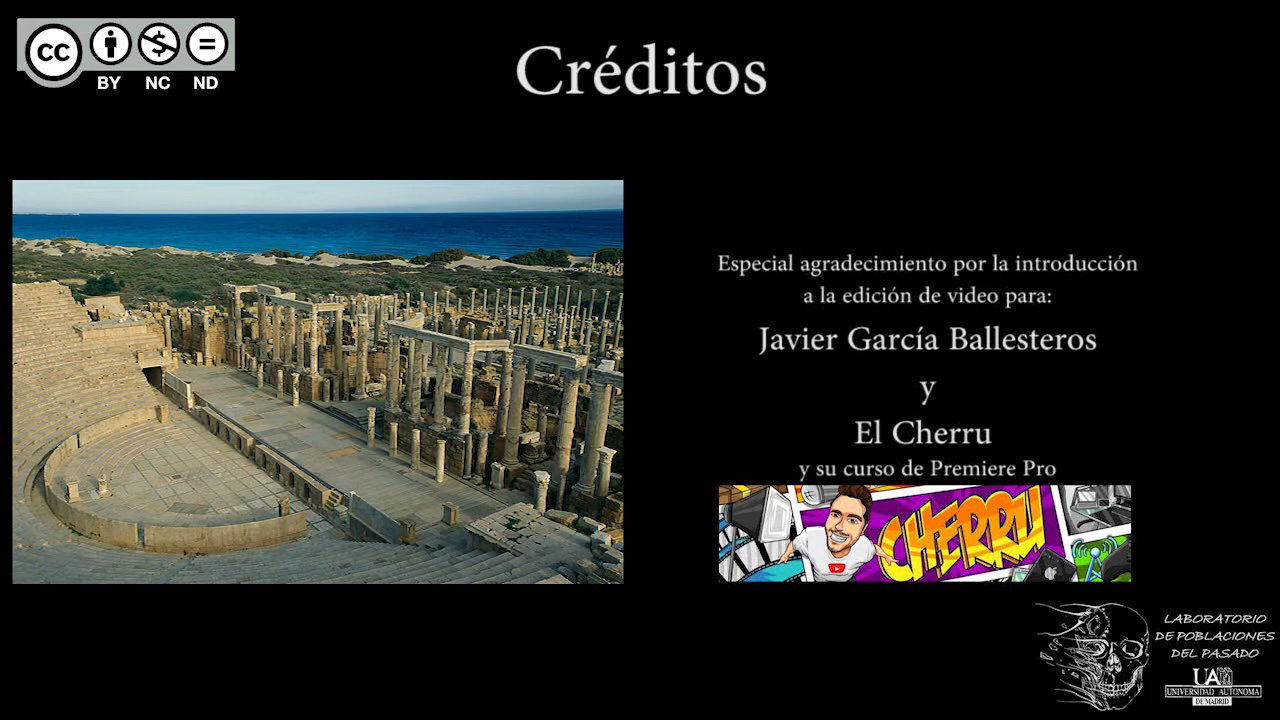 CC
BY NC ND
Créditos
Especial agradecimiento por la introducción
a la edición de video para:
Javier García Ballesteros
y
El Cherru
y su curso de Premiere Pro
CHERRU
LABORATORIO
DE POBLACIONES
DEL PASADO
UAM
UNIVERSIDAD AUTONOMA
DE MADRID